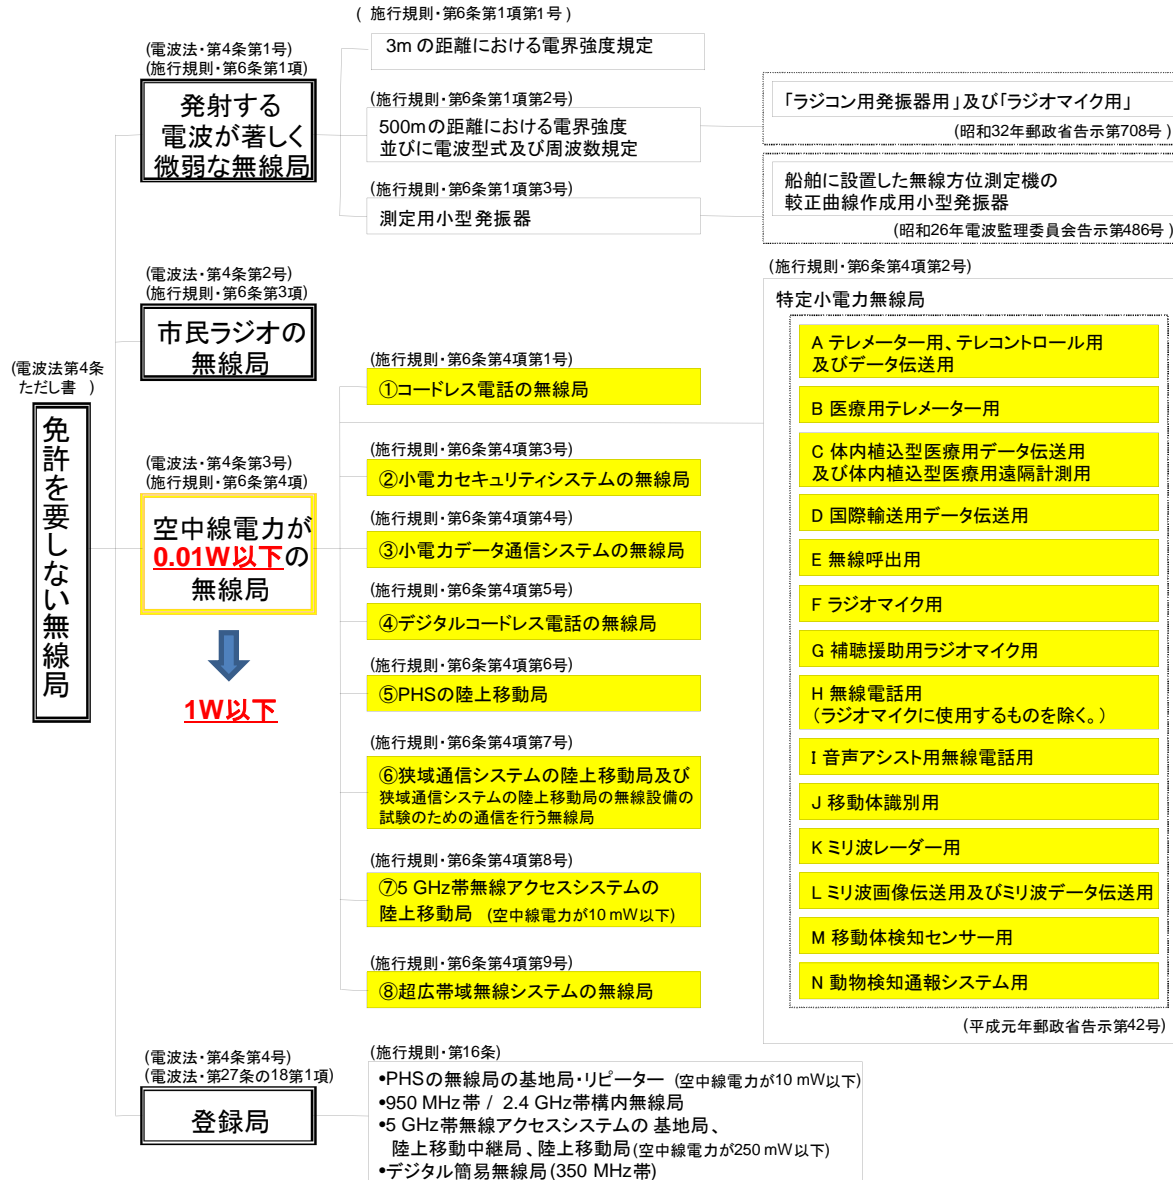 (電波法第4条
ただし書 )
免許を要しない無線局
(電波法・第4条第1号)
(施行規則・第6条第1項)
発射する
電波が著しく
微弱な無線局
( 施行規則・第6条第1項第1号)
3m の距離における電界強度規定
(施行規則・第6条第1項第2号)
500mの距離における電界強度
並びに電波型式及び周波数規定
「ラジコン用発振器用」及び「ラジオマイク用」
(昭和32年郵政省告示第708号 )
(施行規則・第6条第1項第3号)
測定用小型発振器
船舶に設置した無線方位測定機の
較正曲線作成用小型発振器
(昭和26年電波監理委員会告示第486号 )
(電波法・第4条第2号)
(施行規則・第6条第3項)
市民ラジオの
無線局
(電波法・第4条第3号)
(施行規則・第6条第4項)
空中線電力が
0.01W以下の
無線局
1W以下
(施行規則・第6条第4項第1号)
①コードレス電話の無線局
(施行規則・第6条第4項第3号)
②小電力セキュリティシステムの無線局
(施行規則・第6条第4項第4号)
③小電力データ通信システムの無線局
(施行規則・第6条第4項第5号)
④デジタルコードレス電話の無線局
(施行規則・第6条第4項第6号)
⑤PHSの陸上移動局
(施行規則・第6条第4項第7号)
⑥狭域通信システムの陸上移動局及び
狭域通信システムの陸上移動局の無線設備の
試験のための通信を行う無線局
(施行規則・第6条第4項第8号)
⑦5 GHz帯無線アクセスシステムの
陸上移動局 (空中線電力が10 mW以下)
(施行規則・第6条第4項第9号)
⑧超広帯域無線システムの無線局
(施行規則・第6条第4項第2号)
特定小電力無線局
A テレメーター用、テレコントロール用
及びデータ伝送用
B 医療用テレメーター用
C 体内植込型医療用データ伝送用
及び体内植込型医療用遠隔計測用
D 国際輸送用データ伝送用
E 無線呼出用
F ラジオマイク用
G 補聴援助用ラジオマイク用
H 無線電話用
(ラジオマイクに使用するものを除く。)
I 音声アシスト用無線電話用
J 移動体識別用
K ミリ波レーダー用
L ミリ波画像伝送用及びミリ波データ伝送用
M 移動体検知センサー用
N 動物検知通報システム用
(平成元年郵政省告示第42号)
(電波法・第4条第4号)
(電波法・第27条の18第1項)
登録局
(施行規則・第16条)
•PHSの無線局の基地局・リピーター (空中線電力が10 mW以下)
•950 MHz帯 / 2.4 GHz帯構内無線局
•5 GHz帯無線アクセスシステムの 基地局、
陸上移動中継局、陸上移動局(空中線電力が250 mW以下)
•デジタル簡易無線局(350 MHz帯)